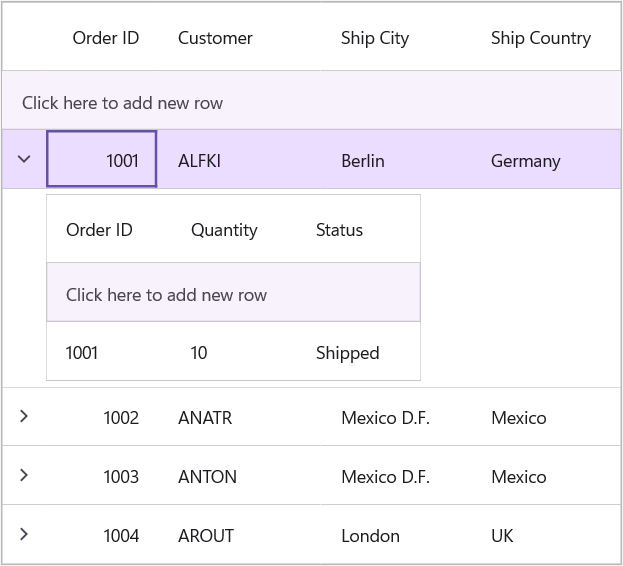 Order ID Customer Ship City Ship Country
Click here to add new row
1001 ALFKI Berlin Germany
Order ID Quantity Status
Click here to add new row
1001 10 Shipped
1002 ANATR Mexico D.F. Mexico
1003 ANTON Mexico D.F. Mexico
1004 AROUT London UK